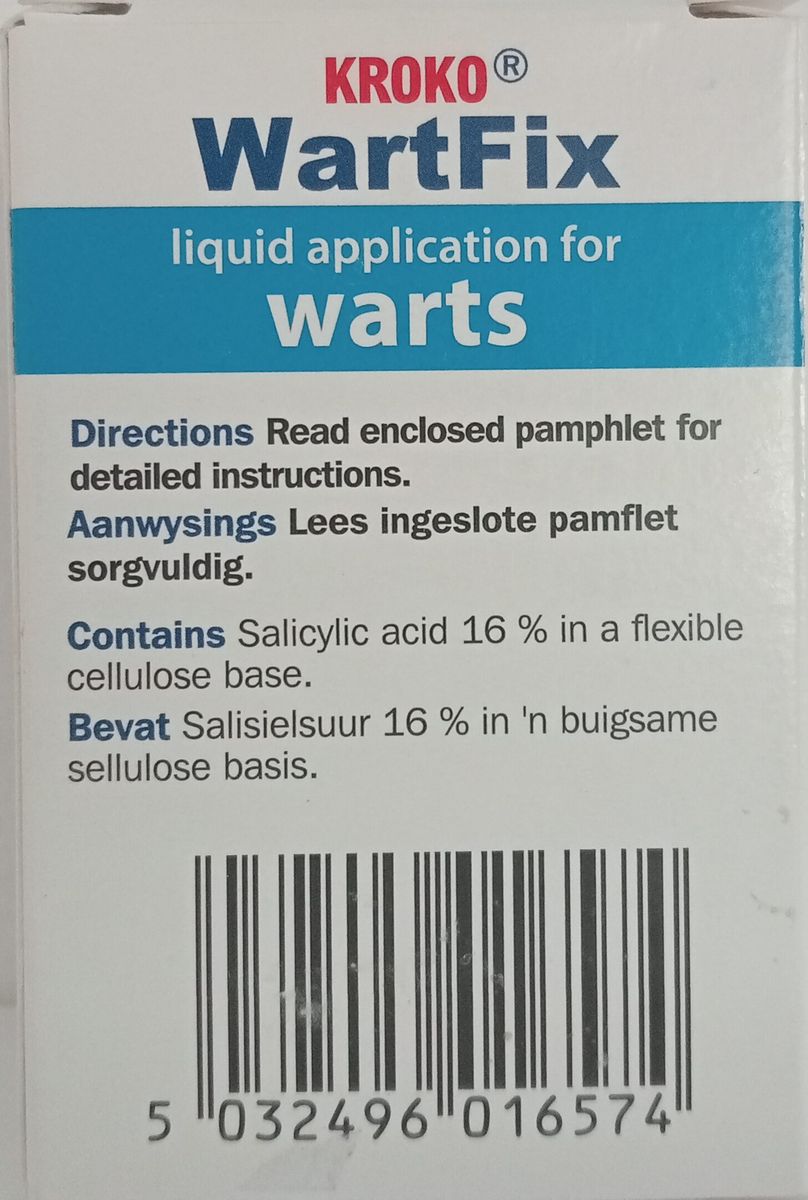 KROKO®
WartFix
liquid application for
warts
Directions Read enclosed pamphlet for
detailed instructions.
Aanwysings Lees ingeslote pamflet
sorgvuldig.
Contains Salicylic acid 16 % in a flexible
cellulose base.
Bevat Salisielsuur 16 % in 'n buigsame
sellulose basis.
5 032496 016574